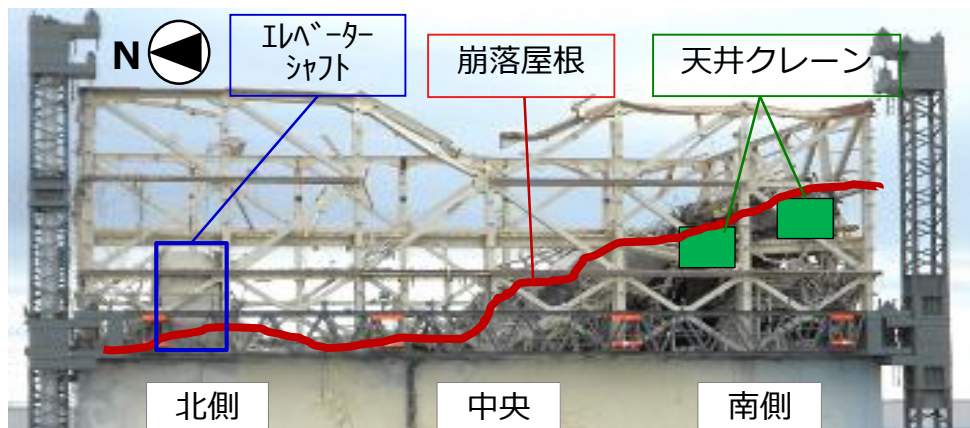 N
ｴﾚﾍﾞｰﾀｰ
ｼｬﾌﾄ
崩落屋根
天井クレーン
北側
中央
南側